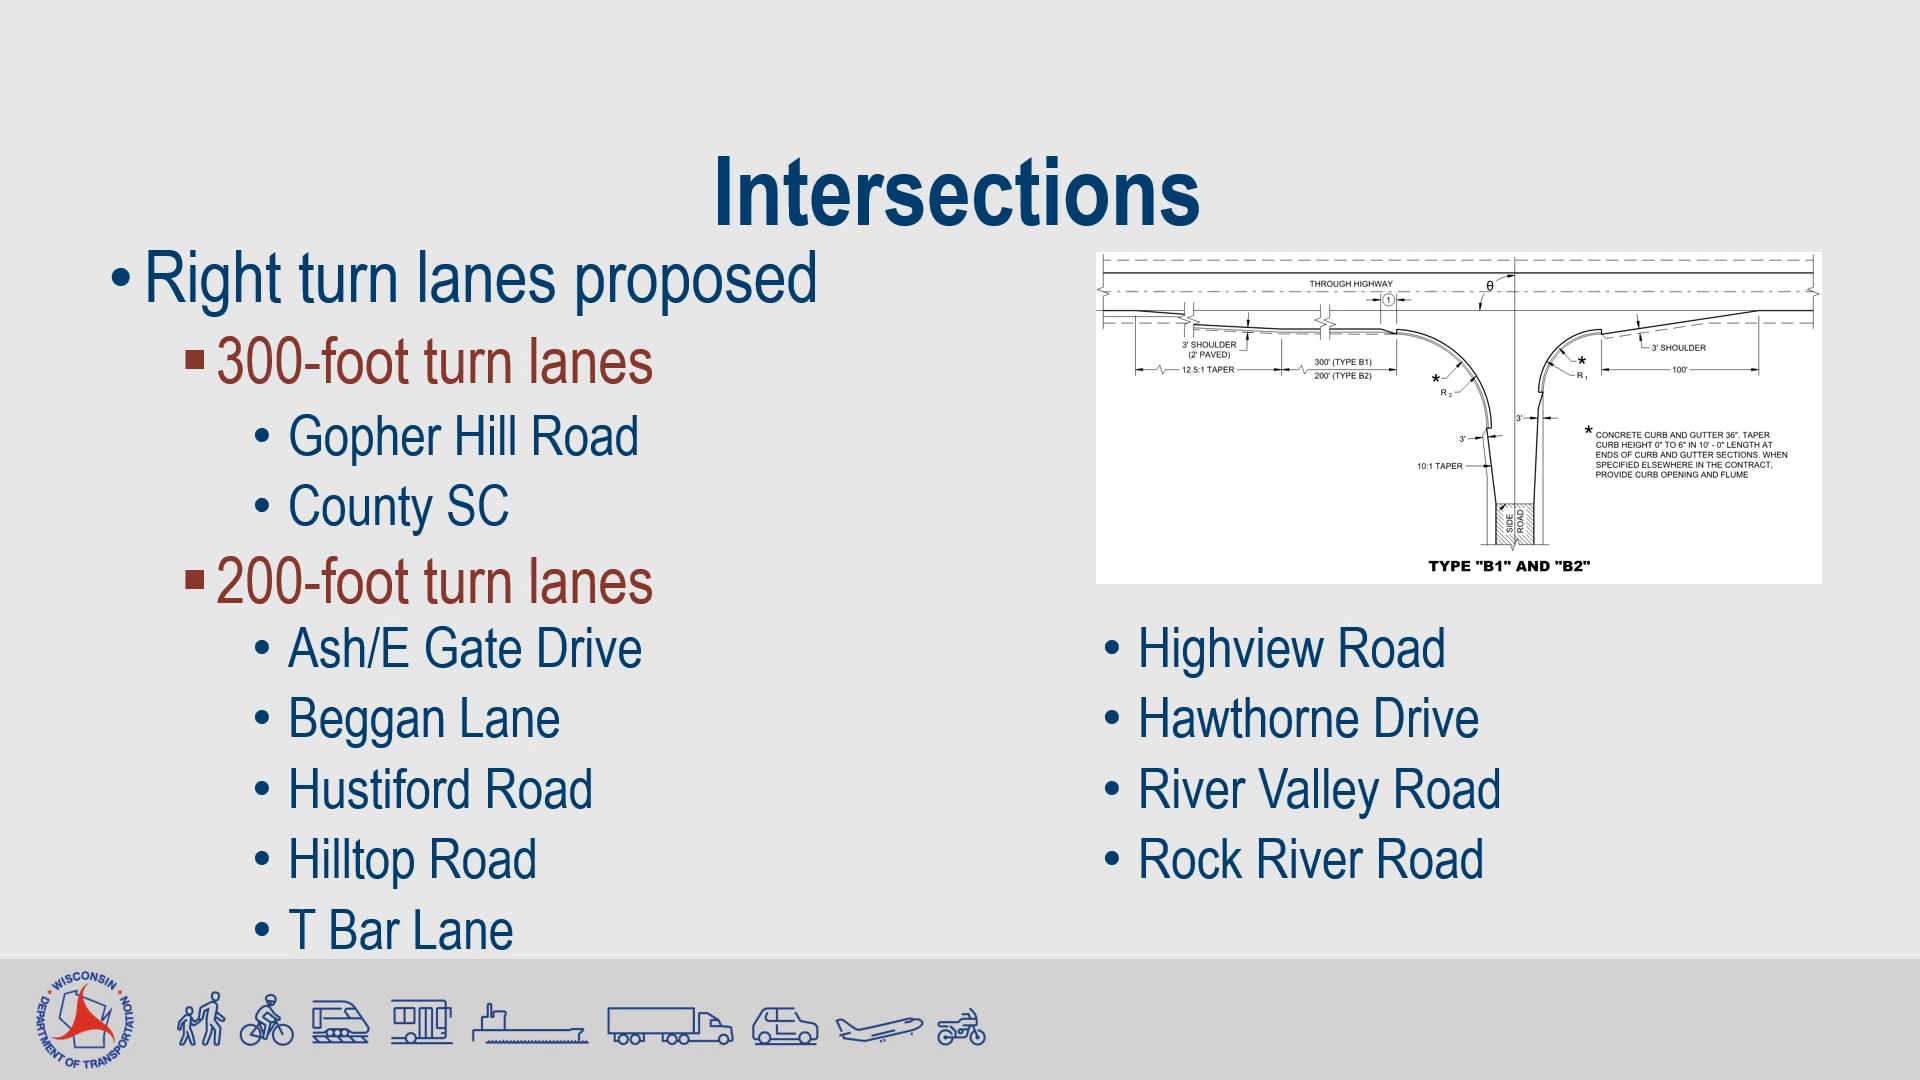 Intersections
• Right turn lanes proposed
▪ 300-foot turn lanes
• Gopher Hill Road
• County SC
▪ 200-foot turn lanes
• Ash/E Gate Drive
• Beggan Lane
• Hustiford Road
• Hilltop Road
• T Bar Lane
THROUGH HIGHWAY
θ
1
3' SHOULDER
(2' PAVED)
12.5:1 TAPER
300' (TYPE B1)
200' (TYPE B2)
* R 2
* R 1
3' SHOULDER
100'
3'
3'
10:1 TAPER
* CONCRETE CURB AND GUTTER 36". TAPER
CURB HEIGHT 0" TO 6" IN 10' - 0" LENGTH AT
ENDS OF CURB AND GUTTER SECTIONS. WHEN
SPECIFIED ELSEWHERE IN THE CONTRACT,
PROVIDE CURB OPENING AND FLUME
SIDE
ROAD
TYPE "B1" AND "B2"
• Highview Road
• Hawthorne Drive
• River Valley Road
• Rock River Road
WISCONSIN
DEPARTMENT OF TRANSPORTATION